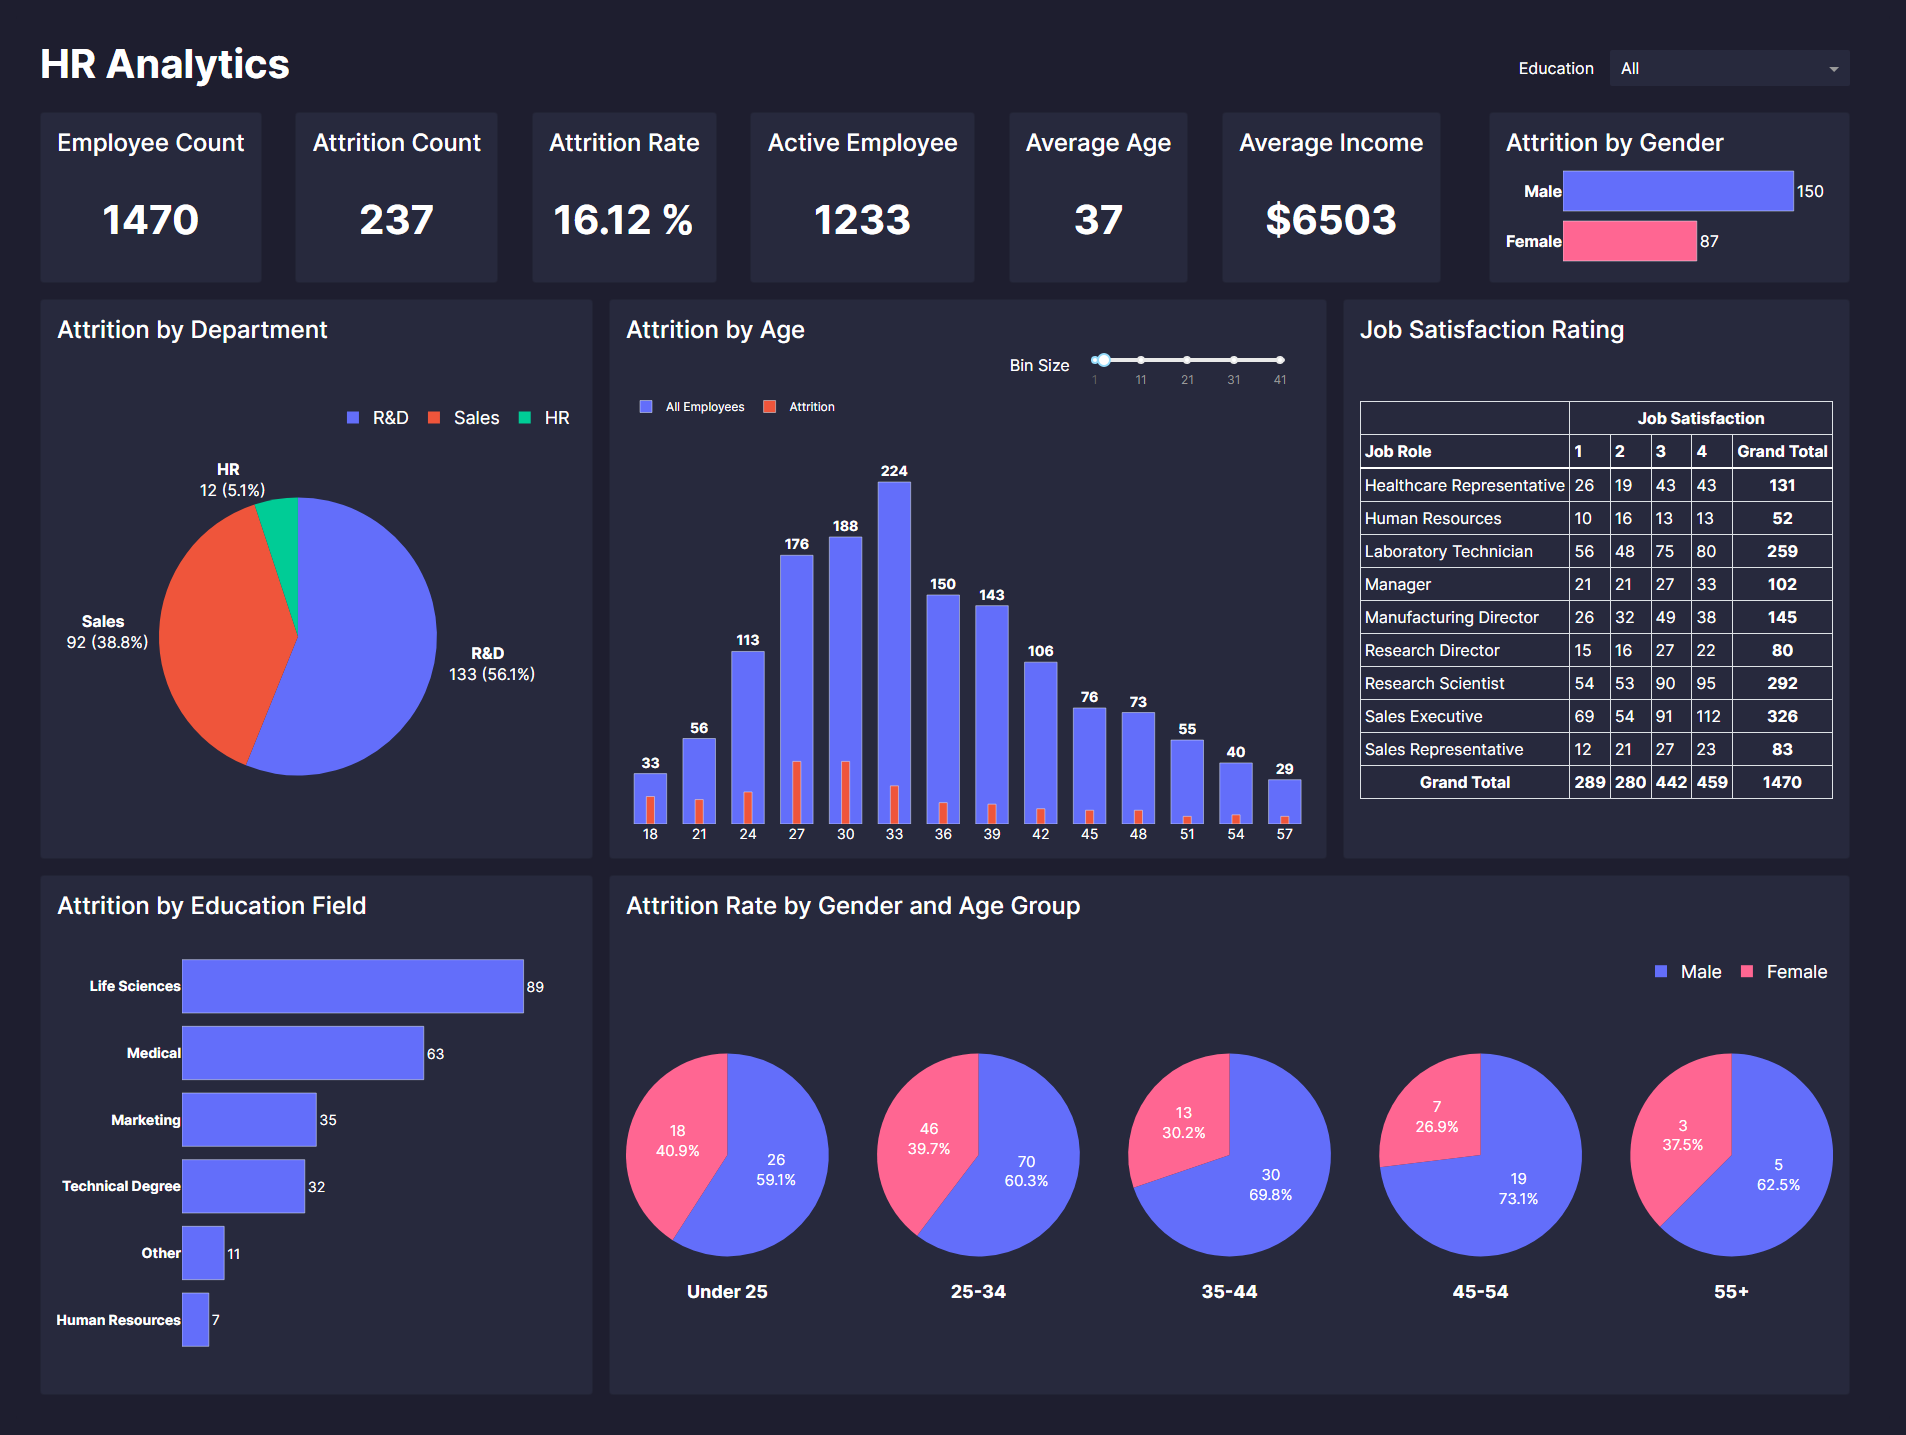 HR Analytics
Education All
Employee Count
1470
Attrition Count
237
Attrition Rate
16.12 %
Active Employee
1233
Average Age
37
Average Income
$6503
Attrition by Gender
Male 150
Female 87
Attrition by Department
R&D Sales HR
HR
12 (5.1%)
Sales
92 (38.8%)
R&D
133 (56.1%)
Attrition by Age
Bin Size
1 11 21 31 41
All Employees Attrition
224
188
176
150
143
113
106
76
73
56
55
40
33
29
18 21 24 27 30 33 36 39 42 45 48 51 54 57
Job Satisfaction Rating
Job Satisfaction
Job Role 1 2 3 4 Grand Total
Healthcare Representative 26 19 43 43 131
Human Resources 10 16 13 13 52
Laboratory Technician 56 48 75 80 259
Manager 21 21 27 33 102
Manufacturing Director 26 32 49 38 145
Research Director 15 16 27 22 80
Research Scientist 54 53 90 95 292
Sales Executive 69 54 91 112 326
Sales Representative 12 21 27 23 83
Grand Total 289 280 442 459 1470
Attrition by Education Field
Life Sciences 89
Medical 63
Marketing 35
Technical Degree 32
Other 11
Human Resources 7
Attrition Rate by Gender and Age Group
Male Female
18
40.9%
26
59.1%
Under 25
46
39.7%
70
60.3%
25-34
13
30.2%
30
69.8%
35-44
7
26.9%
19
73.1%
45-54
3
37.5%
5
62.5%
55+